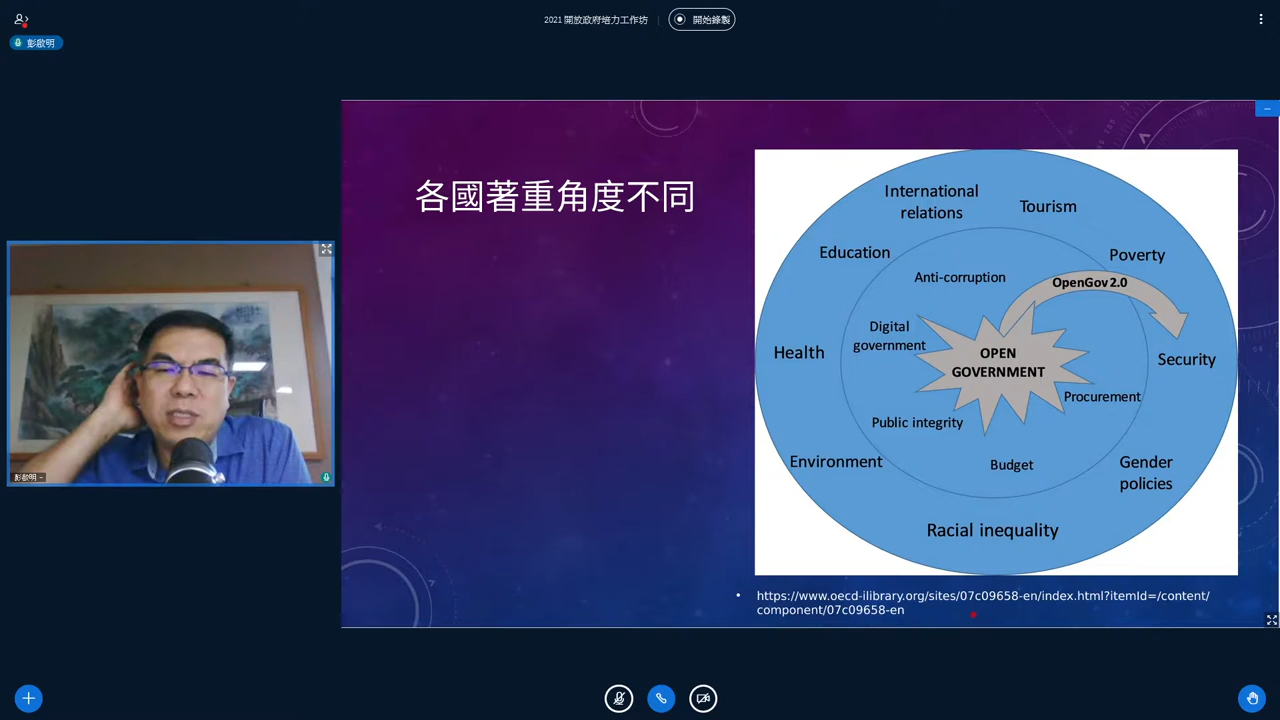 2021 開放政府培力工作坊
開始錄製
彭啟明
各國著重角度不同
International
relations
Tourism
Education
Poverty
Anti-corruption
OpenGov 2.0
Digital
government
OPEN
GOVERNMENT
Health
Security
Procurement
Public integrity
Environment
Budget
Gender
policies
Racial inequality
彭啟明
• https://www.oecd-ilibrary.org/sites/07c09658-en/index.html?itemId=/content/
component/07c09658-en